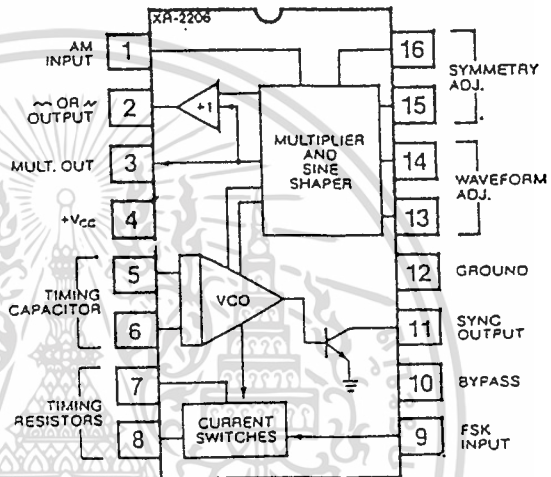 XR-2206
AM
INPUT
1
16
SYMMETRY
ADJ.
~ OR ~
OUTPUT
2
+1
15
MULTIPLIER
AND
SINE
SHAPER
MULT. OUT
3
14
WAVEFORM
ADJ.
+VCC
4
13
5
12
GROUND
TIMING
CAPACITOR
VCO
6
11
SYNC
OUTPUT
7
10
BYPASS
TIMING
RESISTORS
8
CURRENT
SWITCHES
9
FSK
INPUT